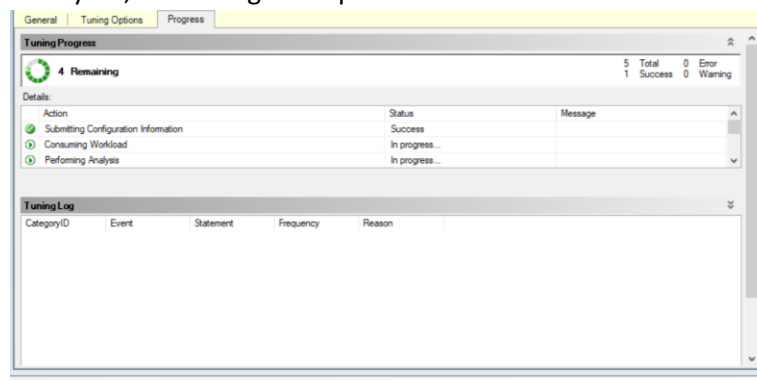 General Tuning Options Progress
Tuning Progress
4 Remaining
5 Total 0 Error
1 Success 0 Warning
Details:
Action Status Message
Submitting Configuration Information Success
Consuming Workload In progress...
Performing Analysis In progress...
Tuning Log
CategoryID Event Statement Frequency Reason